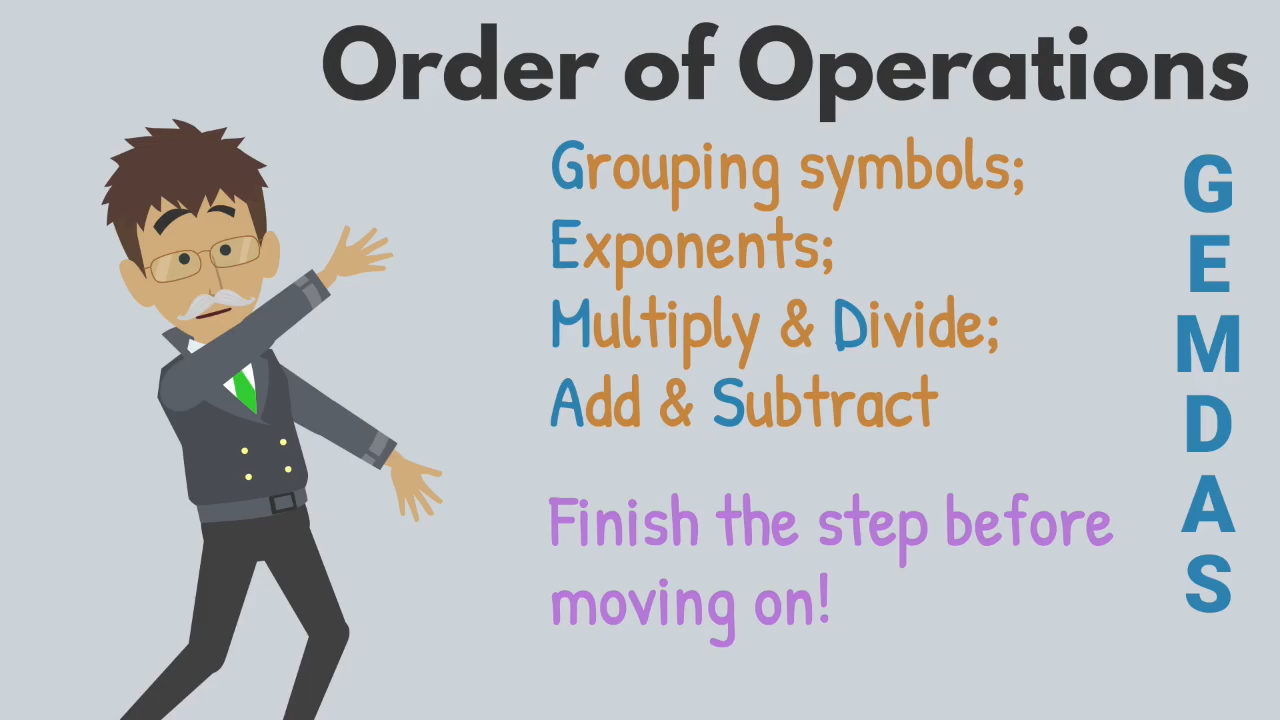 Order of Operations
Grouping symbols;
Exponents;
Multiply & Divide;
Add & Subtract
Finish the step before
moving on!
G
E
M
D
A
S